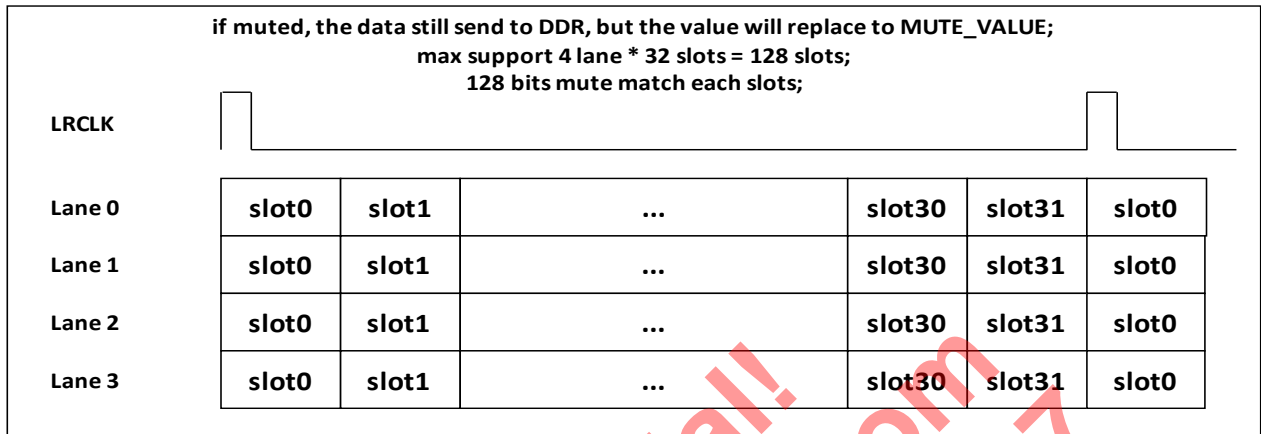 if muted, the data still send to DDR, but the value will replace to MUTE_VALUE;
max support 4 lane * 32 slots = 128 slots;
128 bits mute match each slots;
LRCLK
Lane 0 slot0 slot1 ... slot30 slot31 slot0
Lane 1 slot0 slot1 ... slot30 slot31 slot0
Lane 2 slot0 slot1 ... slot30 slot31 slot0
Lane 3 slot0 slot1 ... slot30 slot31 slot0